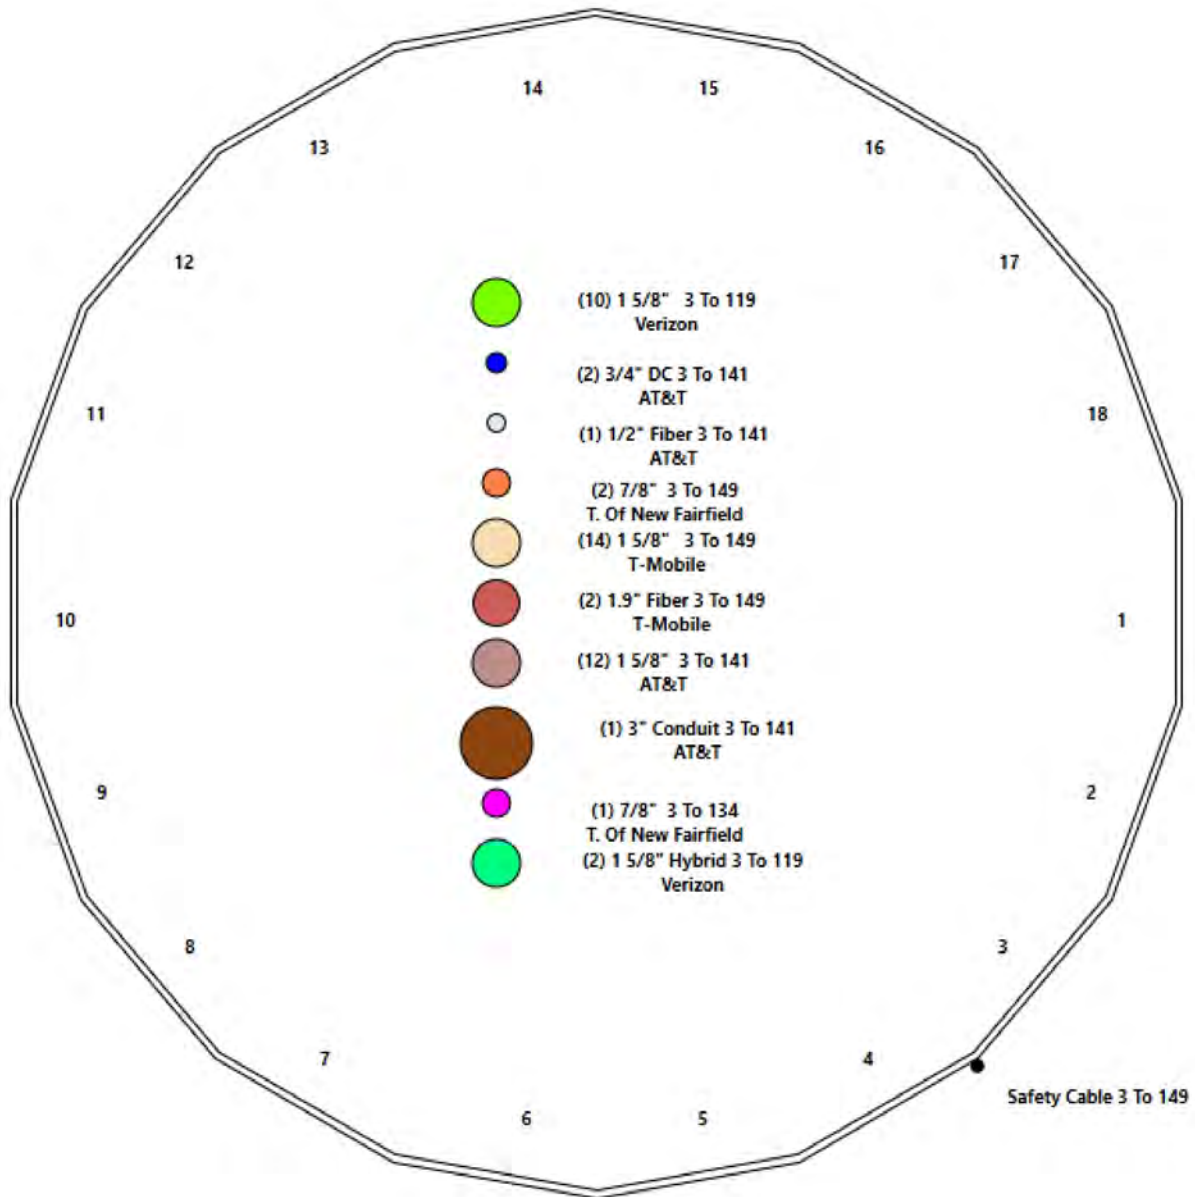 14 15
13 16
12 17
(10) 1 5/8" 3 To 119
Verizon
(2) 3/4" DC 3 To 141
AT&T
11 18
(1) 1/2" Fiber 3 To 141
AT&T
(2) 7/8" 3 To 149
T. Of New Fairfield
(14) 1 5/8" 3 To 149
T-Mobile
(2) 1.9" Fiber 3 To 149
T-Mobile
10 1
(12) 1 5/8" 3 To 141
AT&T
(1) 3" Conduit 3 To 141
AT&T
9 2
(1) 7/8" 3 To 134
T. Of New Fairfield
(2) 1 5/8" Hybrid 3 To 119
Verizon
8 3
7 4
Safety Cable 3 To 149
6 5